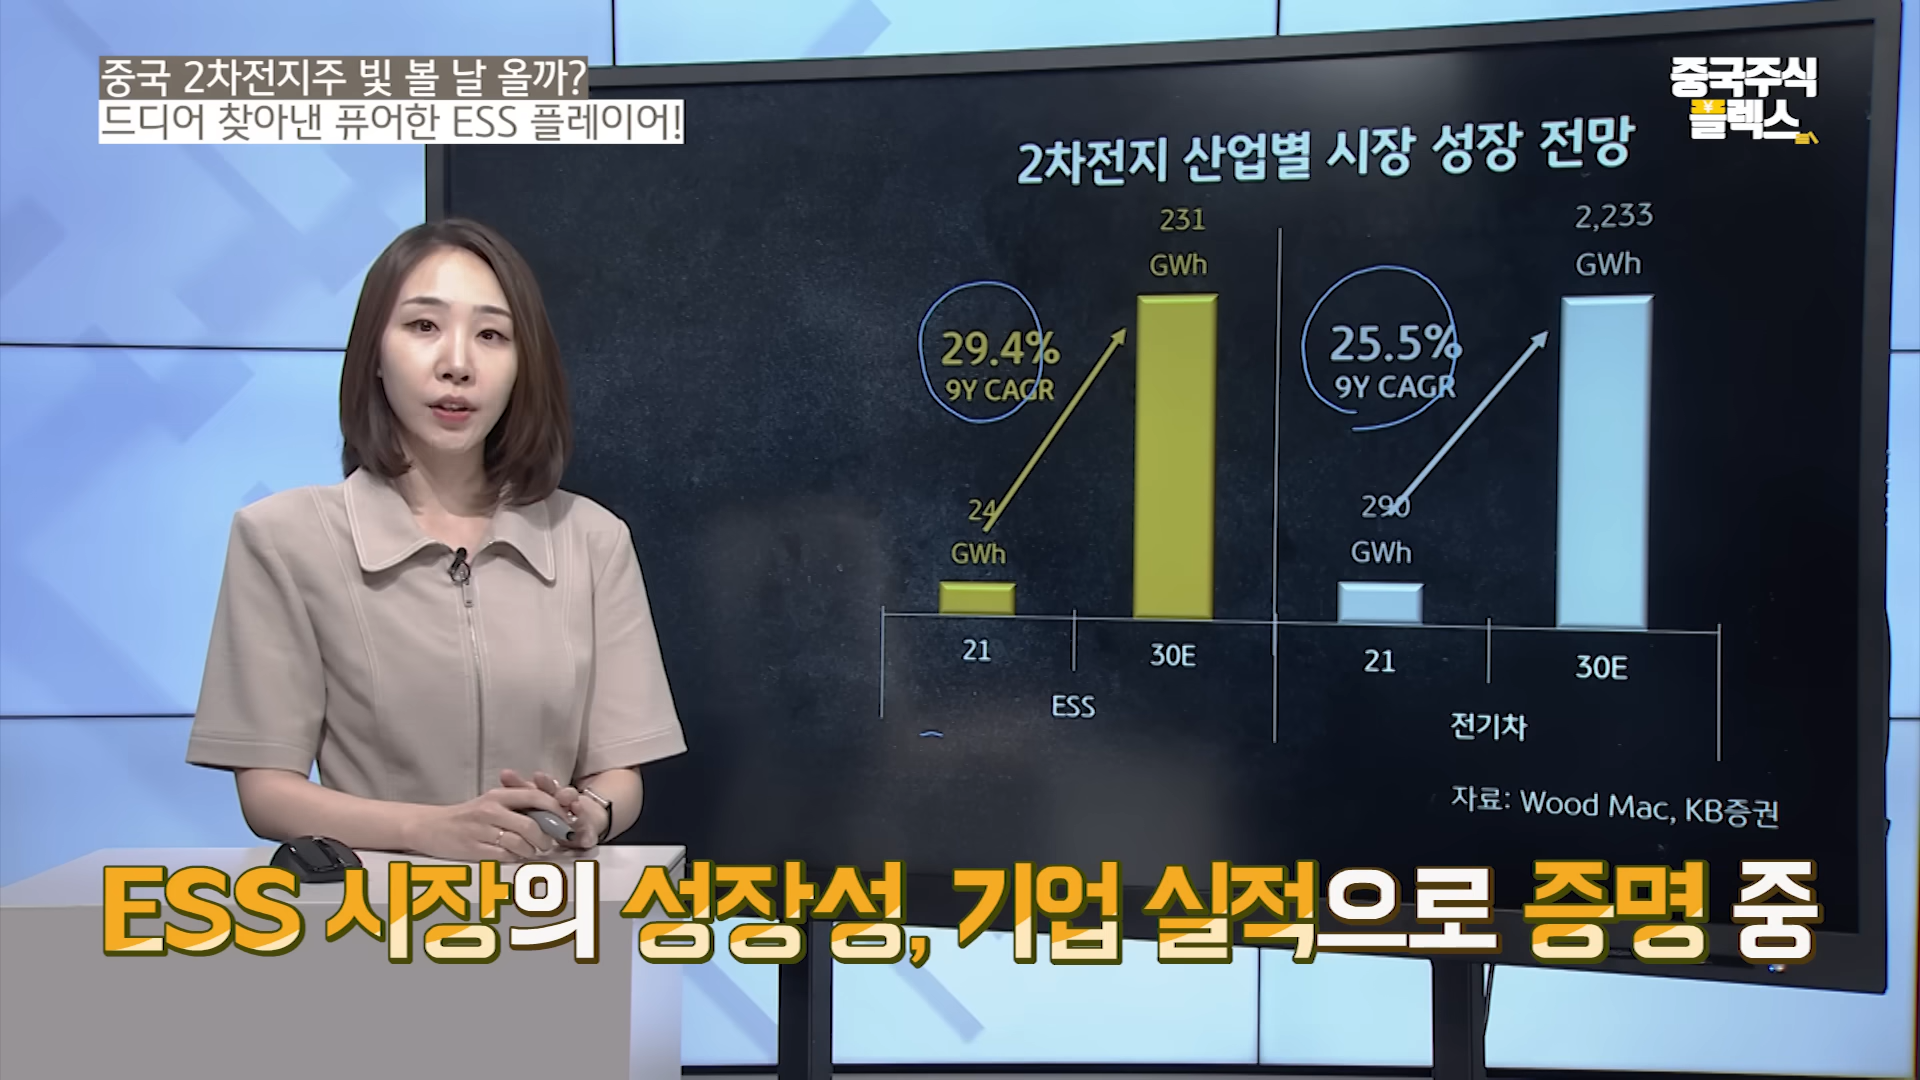 중국 2차전지주 빛 볼 날 올까?
드디어 찾아낸 퓨어한 ESS 플레이어!
중국주식
플렉스
2차전지 산업별 시장 성장 전망
231
GWh
2,233
GWh
29.4%
9Y CAGR
25.5%
9Y CAGR
24
GWh
290
GWh
21
30E
21
30E
ESS
전기차
자료: Wood Mac, KB증권
ESS 시장의 성장성, 기업 실적으로 증명 중